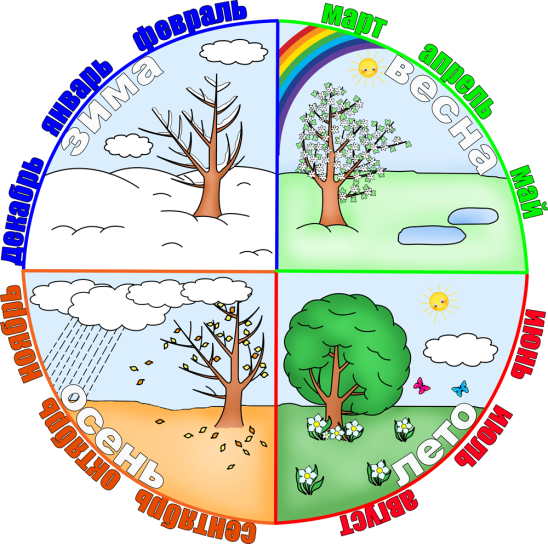 зима
декабрь
январь
февраль
весна
март
апрель
май
лето
июнь
июль
август
осень
сентябрь
октябрь
ноябрь